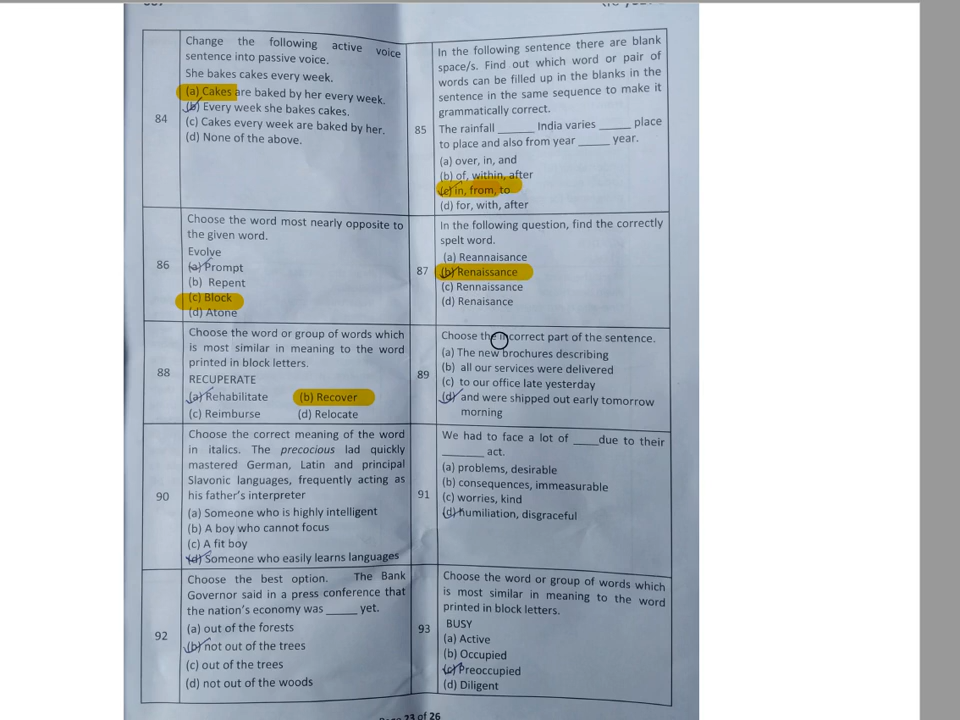 84
Change the following active voice
sentence into passive voice.
She bakes cakes every week.
(a) Cakes are baked by her every week.
(b) Every week she bakes cakes.
(c) Cakes every week are baked by her.
(d) None of the above.
85
In the following sentence there are blank
space/s. Find out which word or pair of
words can be filled up in the blanks in the
sentence in the same sequence to make it
grammatically correct.
The rainfall ______ India varies _____ place
to place and also from year _____ year.
(a) over, in, and
(b) of, within, after
(c) in, from, to
(d) for, with, after
86
Choose the word most nearly opposite to
the given word.
Evolve
(a) Prompt
(b) Repent
(c) Block
(d) Atone
87
In the following question, find the correctly
spelt word.
(a) Reannaisance
(b) Renaissance
(c) Rennaissance
(d) Renaisance
88
Choose the word or group of words which
is most similar in meaning to the word
printed in block letters.
RECUPERATE
(a) Rehabilitate (b) Recover
(c) Reimburse (d) Relocate
89
Choose the incorrect part of the sentence.
(a) The new brochures describing
(b) all our services were delivered
(c) to our office late yesterday
(d) and were shipped out early tomorrow
morning
90
Choose the correct meaning of the word
in italics. The precocious lad quickly
mastered German, Latin and principal
Slavonic languages, frequently acting as
his father's interpreter
(a) Someone who is highly intelligent
(b) A boy who cannot focus
(c) A fit boy
(d) Someone who easily learns languages
91
We had to face a lot of ____due to their
_______ act.
(a) problems, desirable
(b) consequences, immeasurable
(c) worries, kind
(d) humiliation, disgraceful
92
Choose the best option. The Bank
Governor said in a press conference that
the nation's economy was _____ yet.
(a) out of the forests
(b) not out of the trees
(c) out of the trees
(d) not out of the woods
93
Choose the word or group of words which
is most similar in meaning to the word
printed in block letters.
BUSY
(a) Active
(b) Occupied
(c) Preoccupied
(d) Diligent
23 of 26